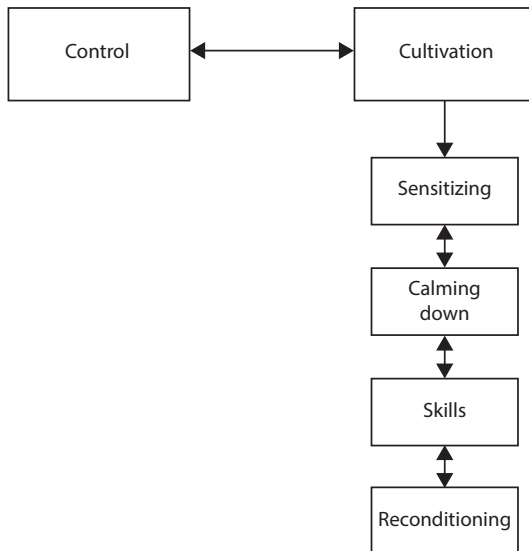 Control
Cultivation
Sensitizing
Calming
down
Skills
Reconditioning